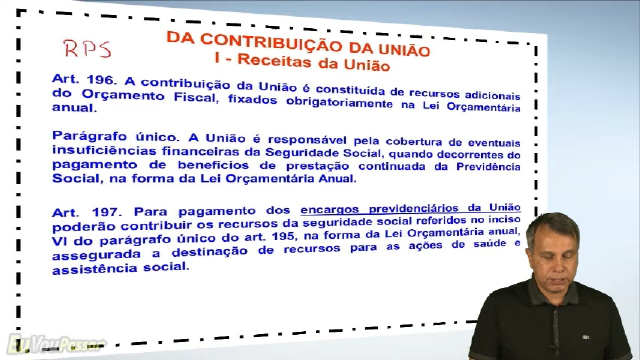 RPS
DA CONTRIBUIÇÃO DA UNIÃO
I - Receitas da União
Art. 196. A contribuição da União é constituída de recursos adicionais
do Orçamento Fiscal, fixados obrigatoriamente na Lei Orçamentária
anual.
Parágrafo único. A União é responsável pela cobertura de eventuais
insuficiências financeiras da Seguridade Social, quando decorrentes do
pagamento de benefícios de prestação continuada da Previdência
Social, na forma da Lei Orçamentária Anual.
Art. 197. Para pagamento dos encargos previdenciários da União
poderão contribuir os recursos da seguridade social referidos no inciso
VI do parágrafo único do art. 195, na forma da Lei Orçamentária anual,
assegurada a destinação de recursos para as ações de saúde e
assistência social.
EuVouPassar